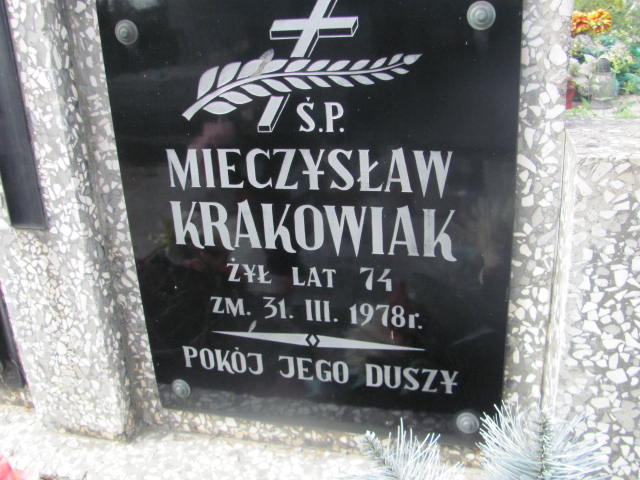 Ś.P.
MIECZYSŁAW
KRAKOWIAK
ŻYŁ LAT 74
ZM. 31. III. 1978r.
POKÓJ JEGO DUSZY